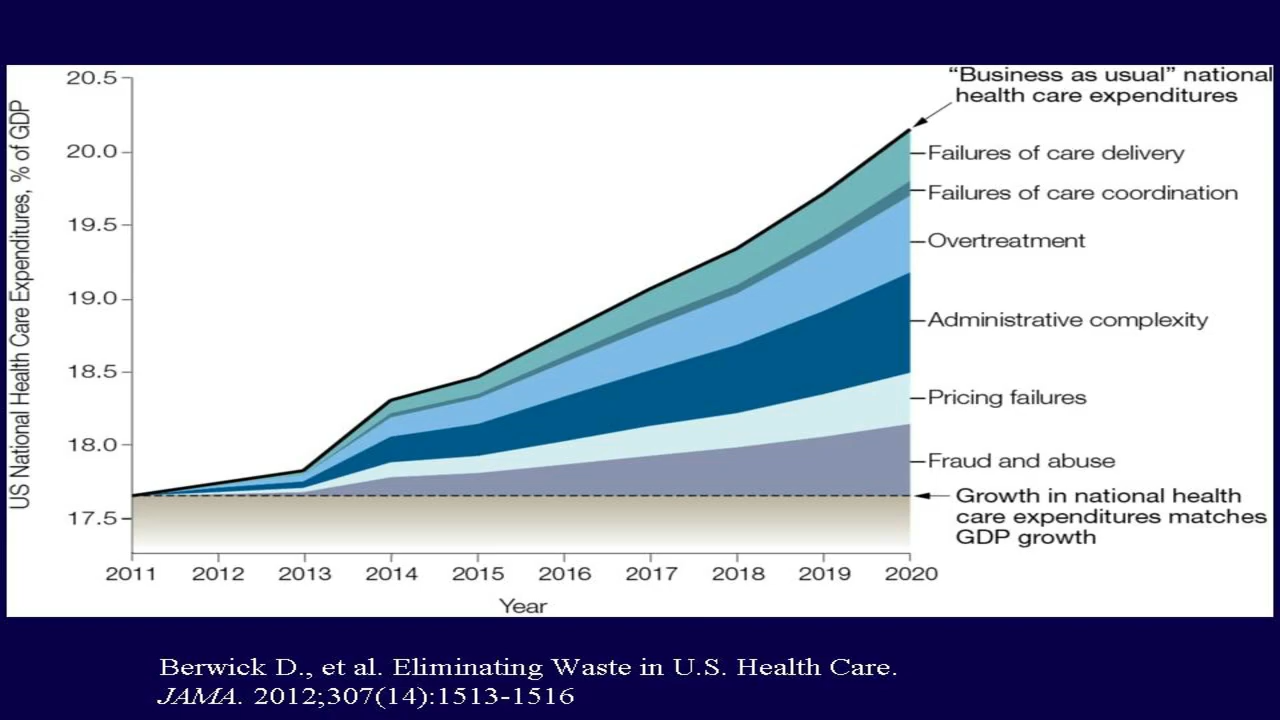 20.5
20.0
19.5
19.0
18.5
18.0
17.5
US National Health Care Expenditures, % of GDP
2011 2012 2013 2014 2015 2016 2017 2018 2019 2020
Year
“Business as usual” national
health care expenditures
Failures of care delivery
Failures of care coordination
Overtreatment
Administrative complexity
Pricing failures
Fraud and abuse
Growth in national health
care expenditures matches
GDP growth
Berwick D., et al. Eliminating Waste in U.S. Health Care.
JAMA. 2012;307(14):1513-1516